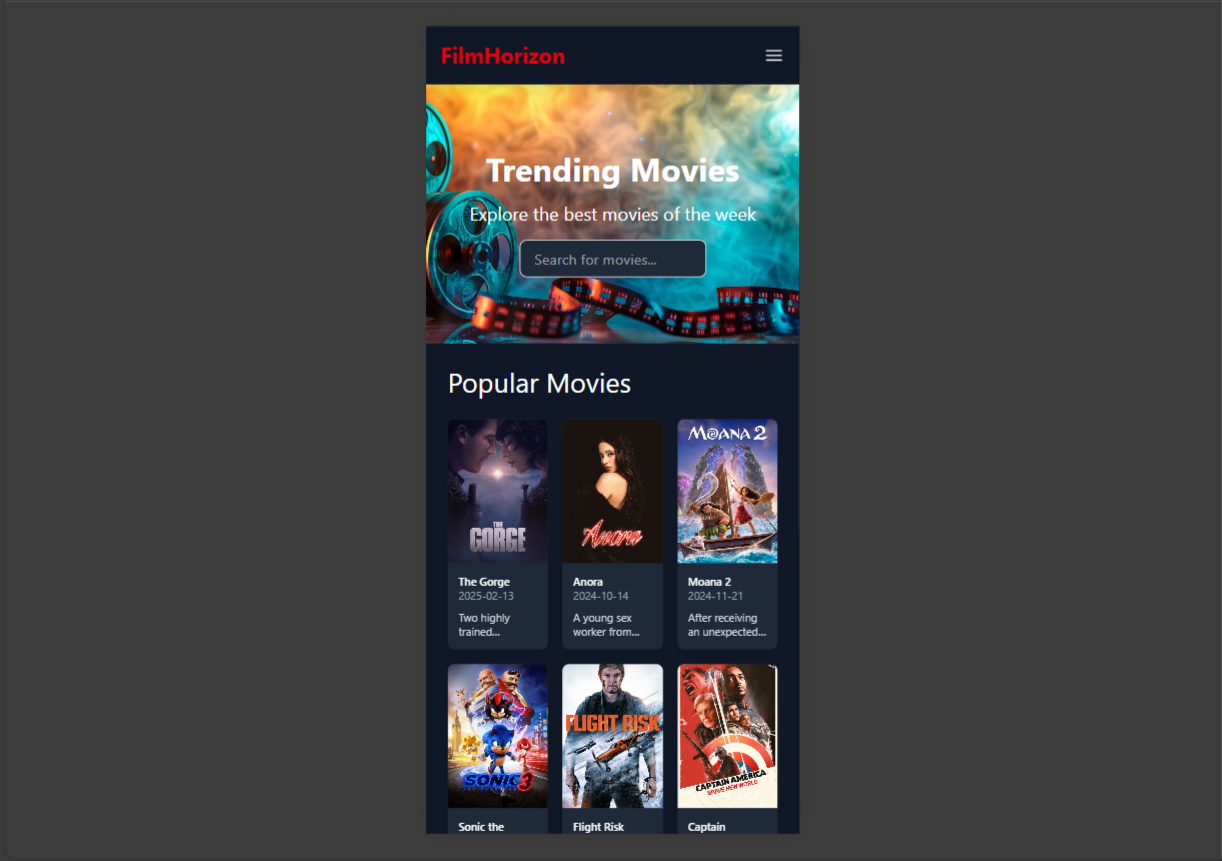 FilmHorizon
Trending Movies
Explore the best movies of the week
Search for movies...
Popular Movies
THE GORGE
Anora
MOANA 2
The Gorge
2025-02-13
Two highly
trained...
Anora
2024-10-14
A young sex
worker from...
Moana 2
2024-11-21
After receiving
an unexpected...
SONIC 3
FLIGHT RISK
CAPTAIN AMERICA
BRAVE NEW WORLD
Sonic the
Flight Risk
Captain